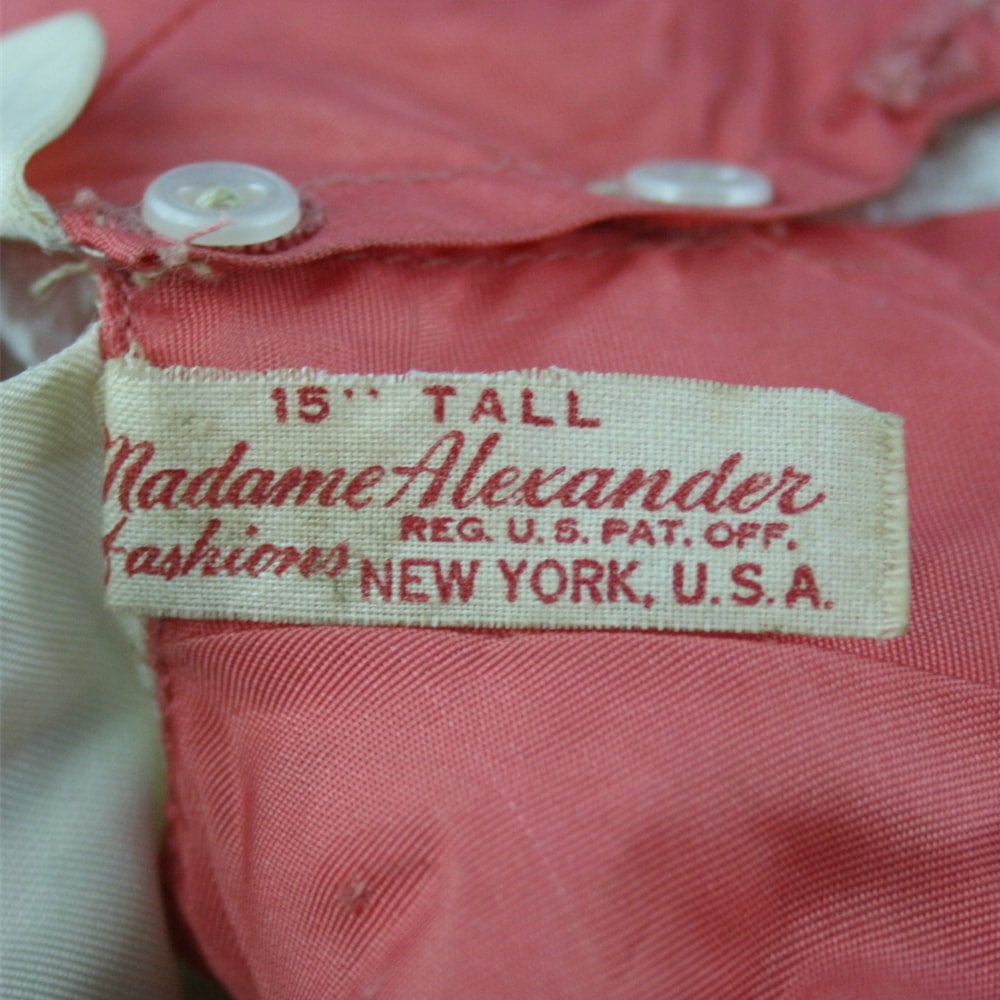 15" TALL
Madame Alexander
REG. U.S. PAT. OFF.
fashions NEW YORK, U.S.A.